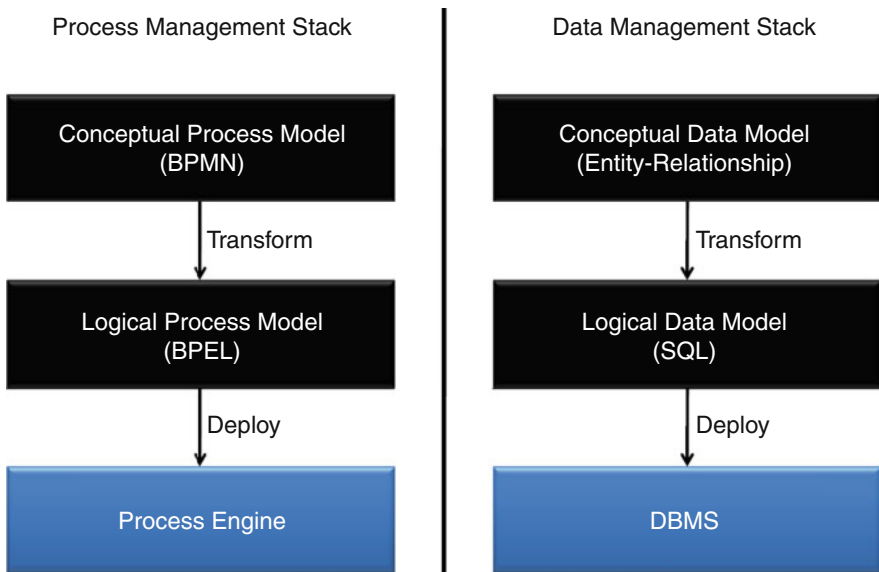 Process Management Stack
Conceptual Process Model
(BPMN)
Transform
Logical Process Model
(BPEL)
Deploy
Process Engine
Data Management Stack
Conceptual Data Model
(Entity-Relationship)
Transform
Logical Data Model
(SQL)
Deploy
DBMS